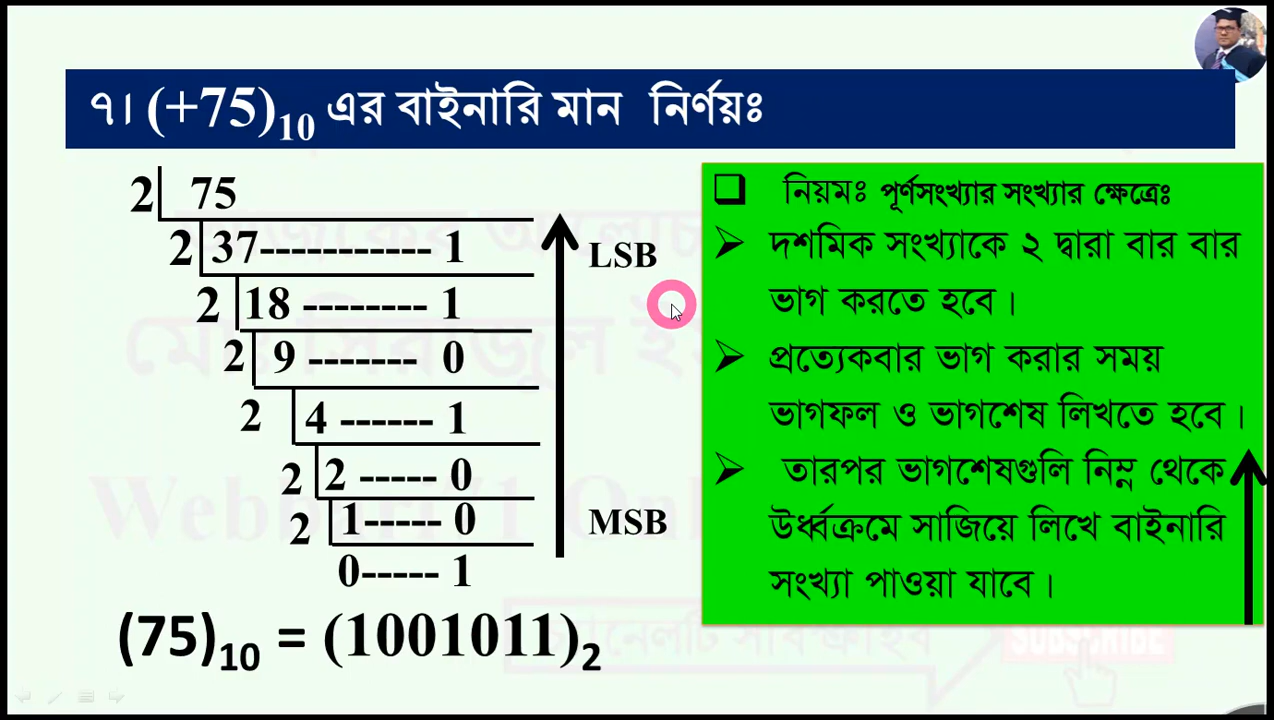 ৭। (+75)10 এর বাইনারি মান নির্ণয়ঃ
2 75
2 37----------- 1
2 18 -------- 1
2 9 ------- 0
2 4 ------ 1
2 2 ----- 0
2 1----- 0
0----- 1
LSB
MSB
(75)10 = (1001011)2
❑ নিয়মঃ পূর্ণসংখ্যার সংখ্যার ক্ষেত্রেঃ
➢ দশমিক সংখ্যাকে ২ দ্বারা বার বার
ভাগ করতে হবে।
➢ প্রত্যেকবার ভাগ করার সময়
ভাগফল ও ভাগশেষ লিখতে হবে।
➢ তারপর ভাগশেষগুলি নিম্ন থেকে
উর্ধ্বক্রমে সাজিয়ে লিখে বাইনারি
সংখ্যা পাওয়া যাবে।